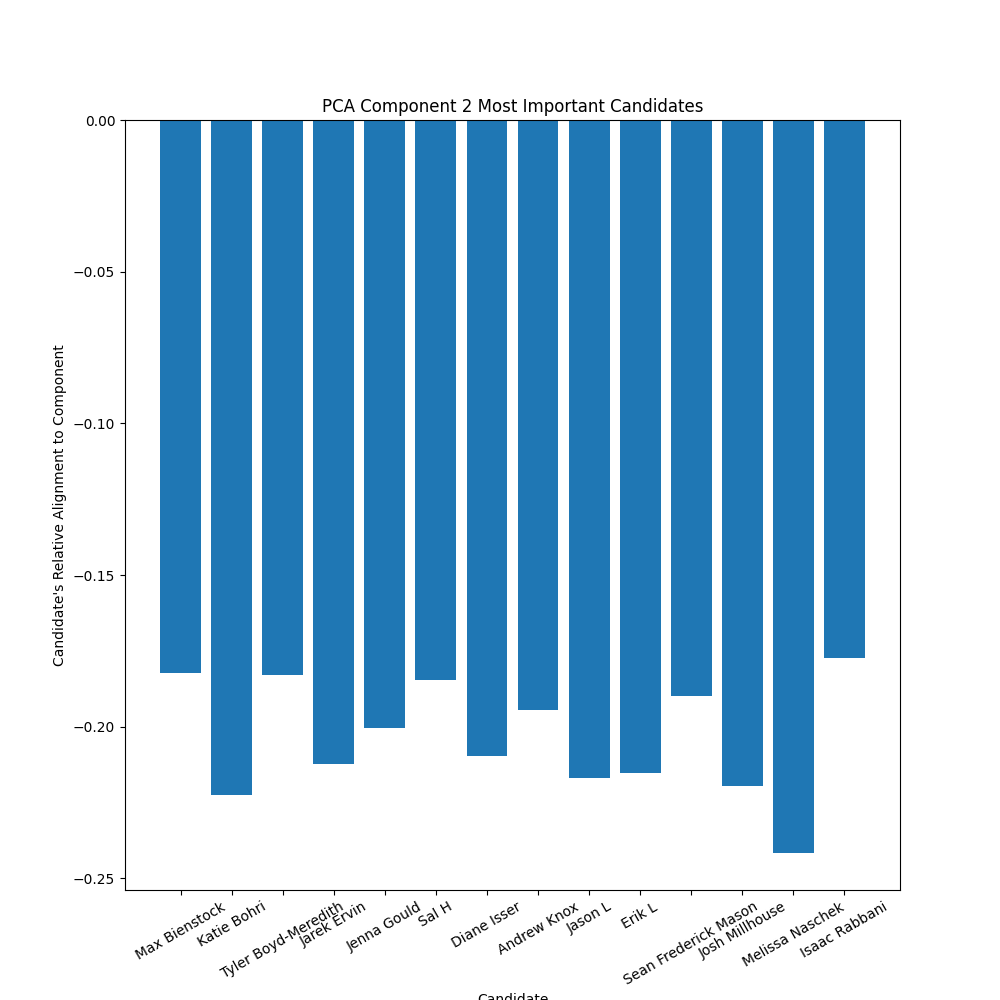 PCA Component 2 Most Important Candidates
0.00
−0.05
−0.10
−0.15
−0.20
−0.25
Candidate's Relative Alignment to Component
Max Bienstock
Katie Bohri
Tyler Boyd-Meredith
Jarek Ervin
Jenna Gould
Sal H
Diane Isser
Andrew Knox
Jason L
Erik L
Sean Frederick Mason
Josh Millhouse
Melissa Naschek
Isaac Rabbani
Candidate